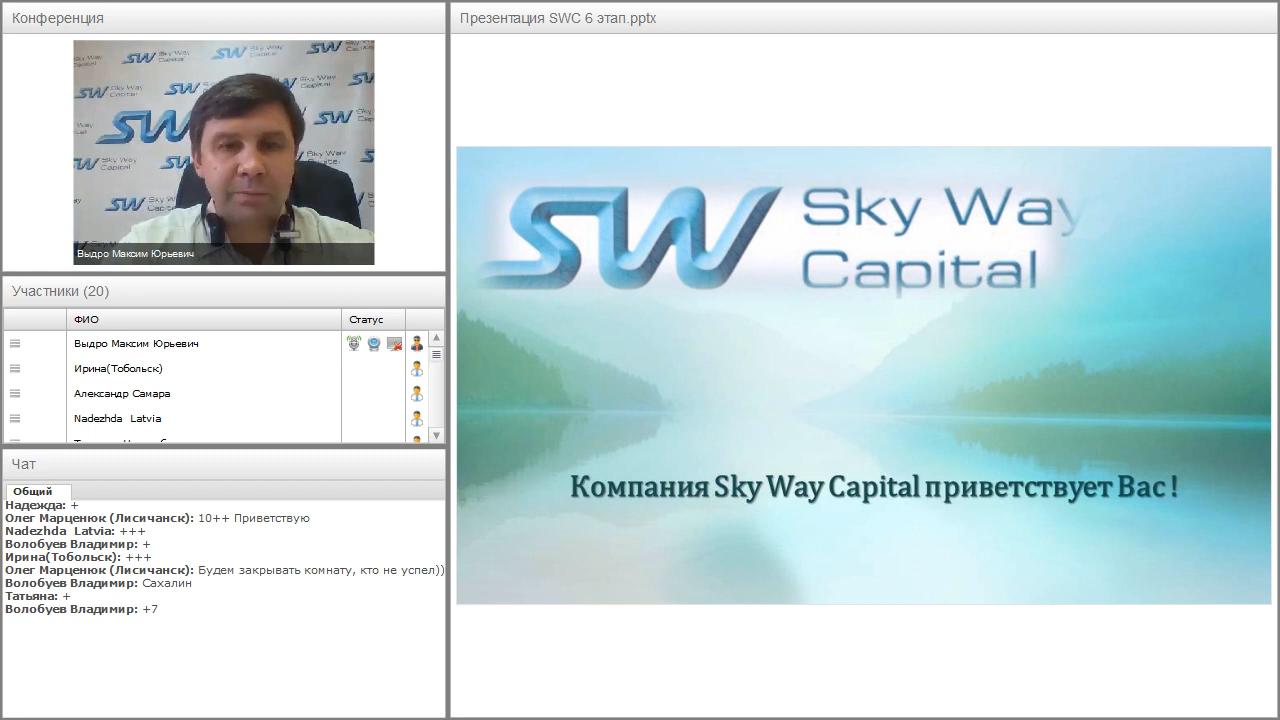 Конференция
SW Sky Way Capital
Выдро Максим Юрьевич
Участники (20)
ФИО
Статус
Выдро Максим Юрьевич
Ирина(Тобольск)
Александр Самара
Nadezhda Latvia
Чат
Общий
Надежда: +
Олег Марценюк (Лисичанск): 10++ Приветствую
Nadezhda Latvia: +++
Волобуев Владимир: +
Ирина(Тобольск): +++
Олег Марценюк (Лисичанск): Будем закрывать комнату, кто не успел))
Волобуев Владимир: Сахалин
Татьяна: +
Волобуев Владимир: +7
Презентация SWC 6 этап.pptx
SW Sky Way
Capital
Компания Sky Way Capital приветствует Вас !